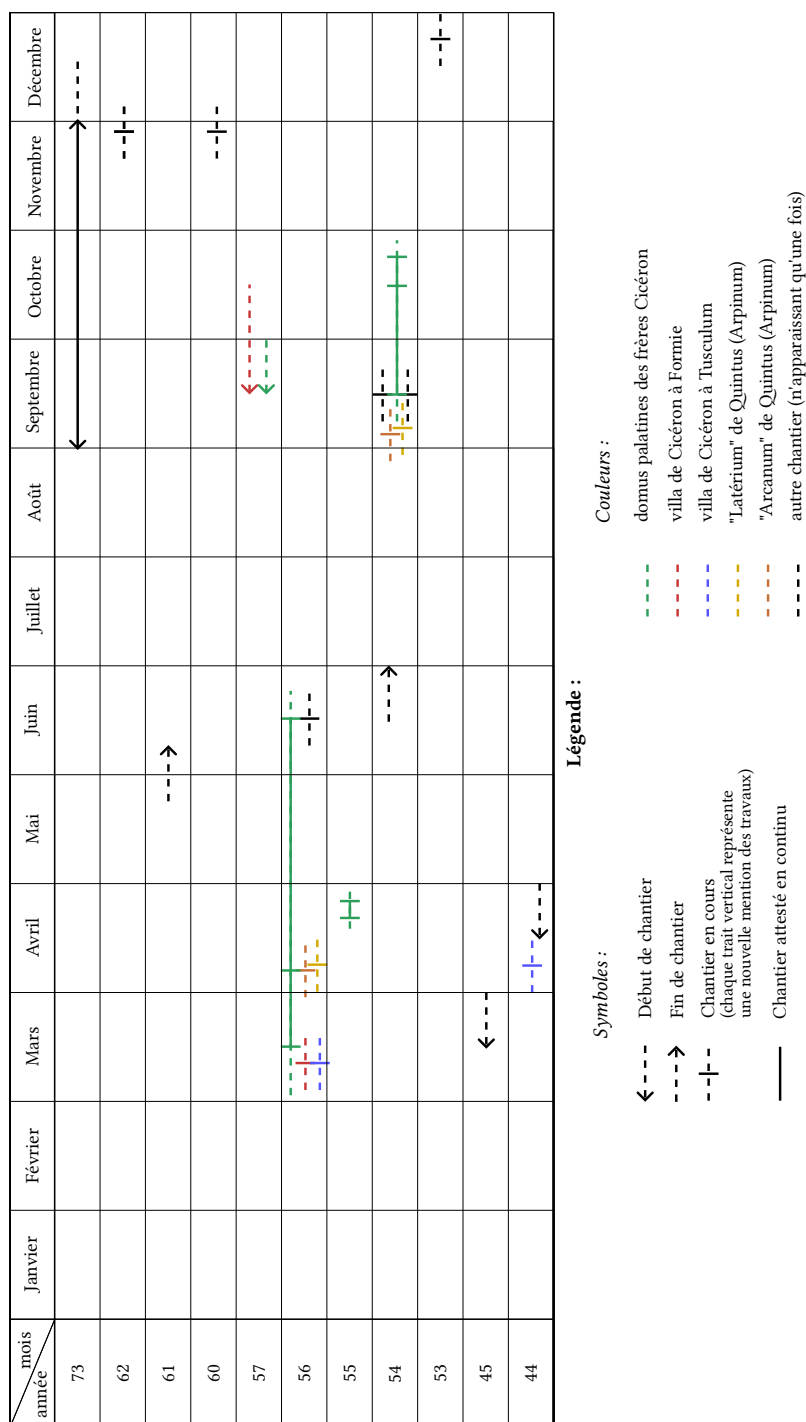 mois
année
Janvier
Février
Mars
Avril
Mai
Juin
Juillet
Août
Septembre
Octobre
Novembre
Décembre
73
62
61
60
57
56
55
54
53
45
44
Légende :
Symboles :
Début de chantier
Fin de chantier
Chantier en cours
(chaque trait vertical représente
une nouvelle mention des travaux)
Chantier attesté en continu
Couleurs :
domus palatines des frères Cicéron
villa de Cicéron à Formie
villa de Cicéron à Tusculum
"Latérium" de Quintus (Arpinum)
"Arcanum" de Quintus (Arpinum)
autre chantier (n'apparaissant qu'une fois)